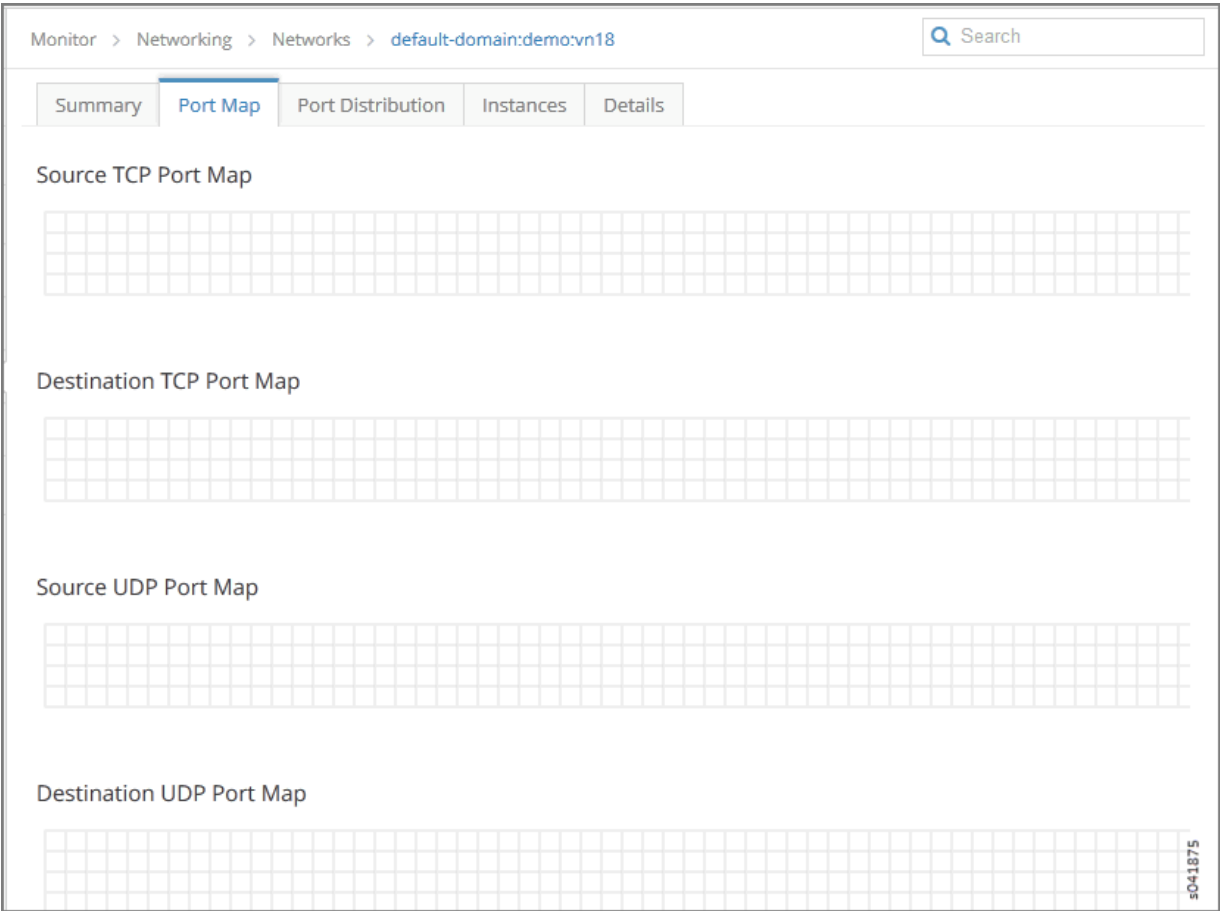 Monitor > Networking > Networks > default-domain:demo:vn18
Search
Summary Port Map Port Distribution Instances Details
Source TCP Port Map
Destination TCP Port Map
Source UDP Port Map
Destination UDP Port Map
s041875